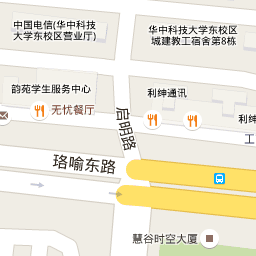 中国电信(华中科技
大学东校区营业厅)
华中科技大学东校区
城建教工宿舍第8栋
韵苑学生服务中心
利绅通讯
无忧餐厅
启明路
利绅
工
珞喻东路
慧谷时空大厦